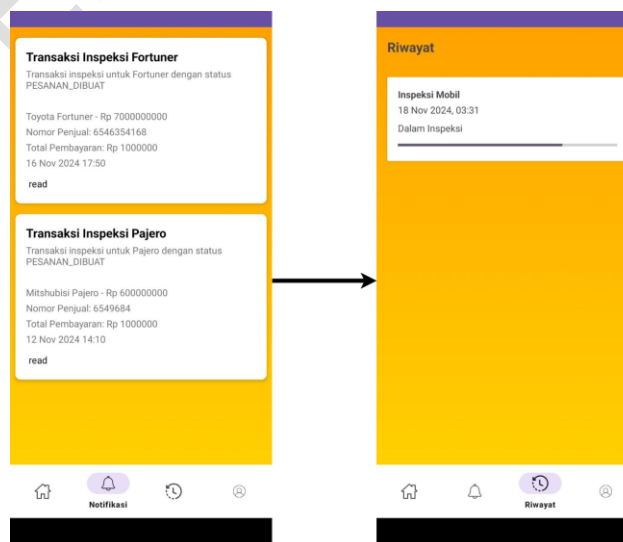 Transaksi Inspeksi Fortuner
Transaksi inspeksi untuk Fortuner dengan status
PESANAN_DIBUAT
Toyota Fortuner - Rp 7000000000
Nomor Penjual: 6546354168
Total Pembayaran: Rp 1000000
16 Nov 2024 17:50
read
Transaksi Inspeksi Pajero
Transaksi inspeksi untuk Pajero dengan status
PESANAN_DIBUAT
Mitshubisi Pajero - Rp 600000000
Nomor Penjual: 6549684
Total Pembayaran: Rp 1000000
12 Nov 2024 14:10
read
Notifikasi
Riwayat
Inspeksi Mobil
18 Nov 2024, 03:31
Dalam Inspeksi
Riwayat